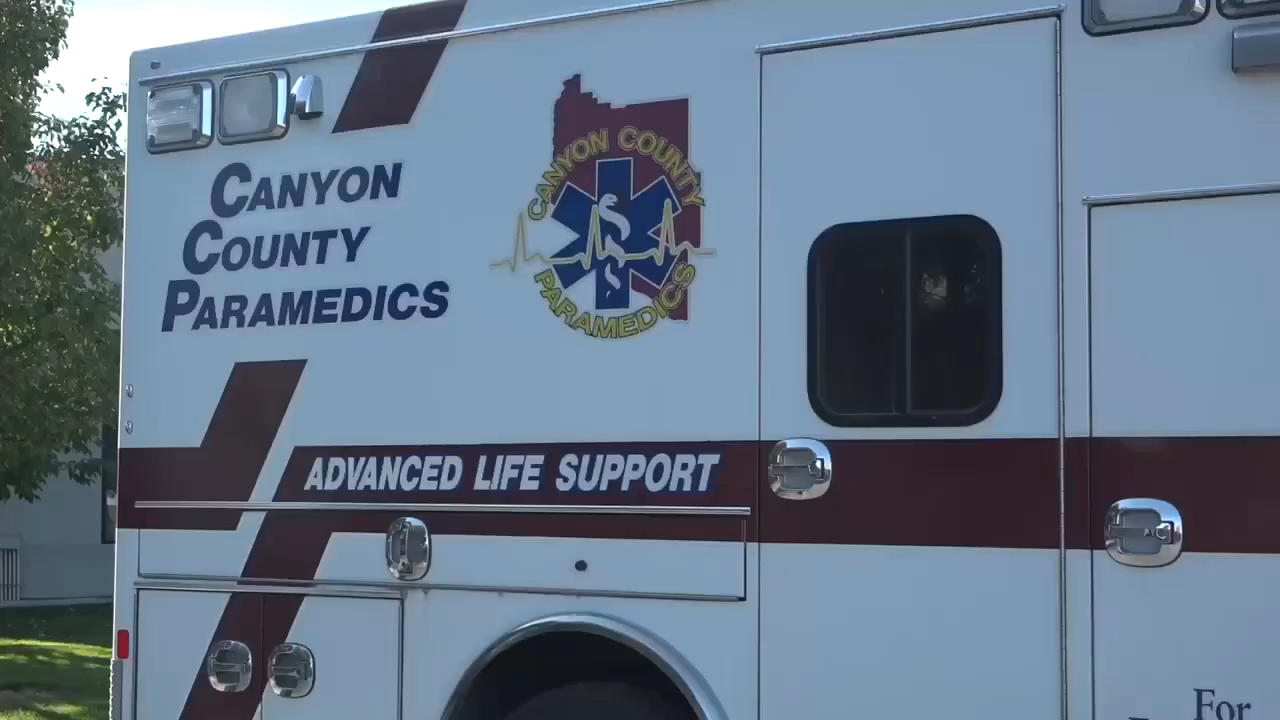 CANYON
COUNTY
PARAMEDICS
CANYON COUNTY
PARAMEDICS
ADVANCED LIFE SUPPORT
For